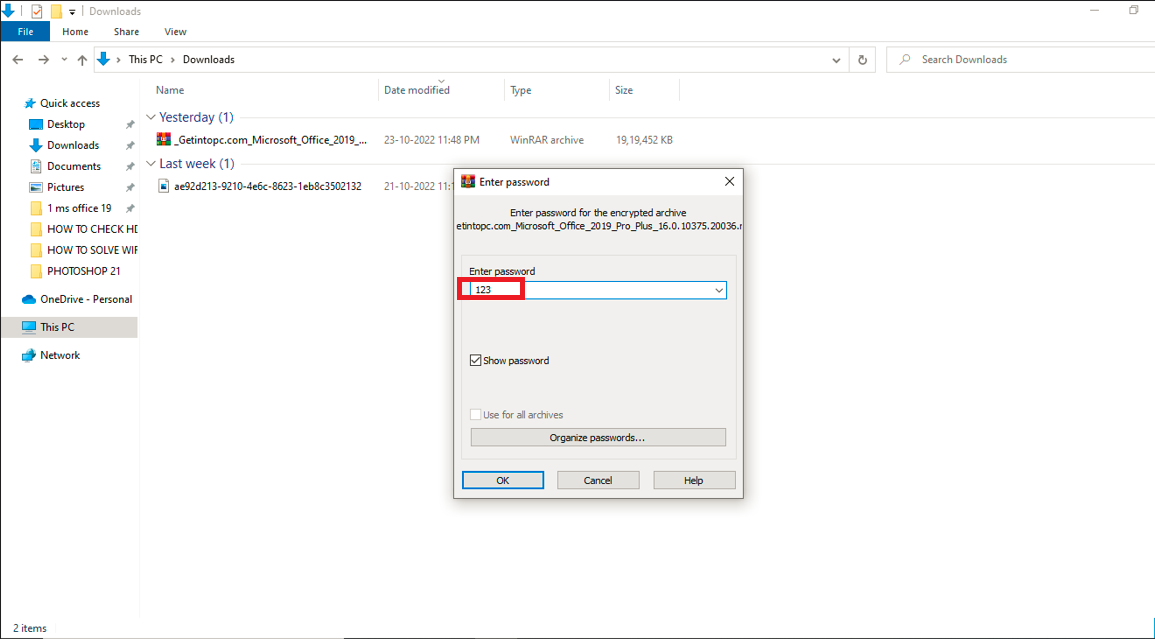 Downloads
File Home Share View
This PC Downloads
Search Downloads
Name Date modified Type Size
Quick access
Desktop
Downloads
Documents
Pictures
1 ms office 19
HOW TO CHECK HD
HOW TO SOLVE WIF
PHOTOSHOP 21
OneDrive - Personal
This PC
Network
Yesterday (1)
_Getintopc.com_Microsoft_Office_2019_... 23-10-2022 11:48 PM WinRAR archive 19,19,452 KB
Last week (1)
ae92d213-9210-4e6c-8623-1eb8c3502132 21-10-2022 11:1
Enter password
Enter password for the encrypted archive
etintopc.com_Microsoft_Office_2019_Pro_Plus_16.0.10375.20036.r
Enter password
123
Show password
Use for all archives
Organize passwords...
OK Cancel Help
2 items